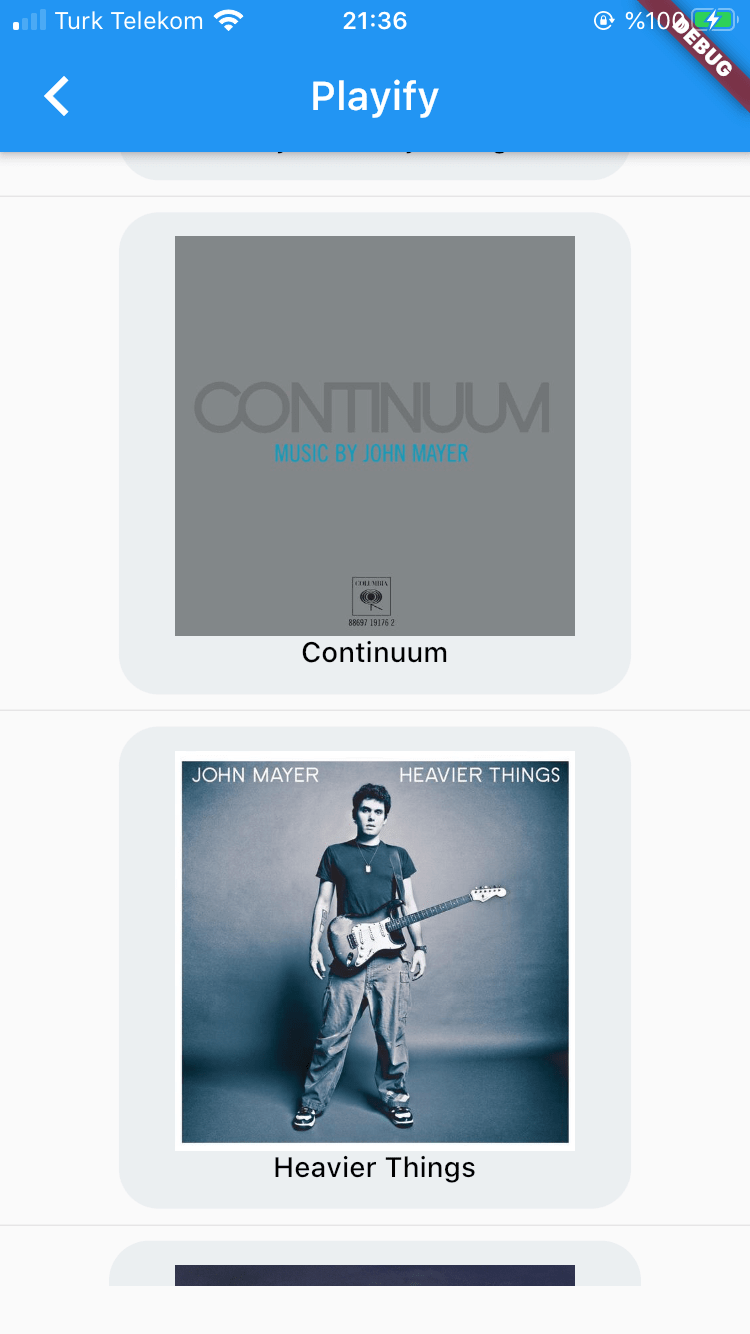 Turk Telekom 21:36 %100
DEBUG
Playify
CONTINUUM
MUSIC BY JOHN MAYER
COLUMBIA
88697 19176 2
Continuum
JOHN MAYER HEAVIER THINGS
Heavier Things